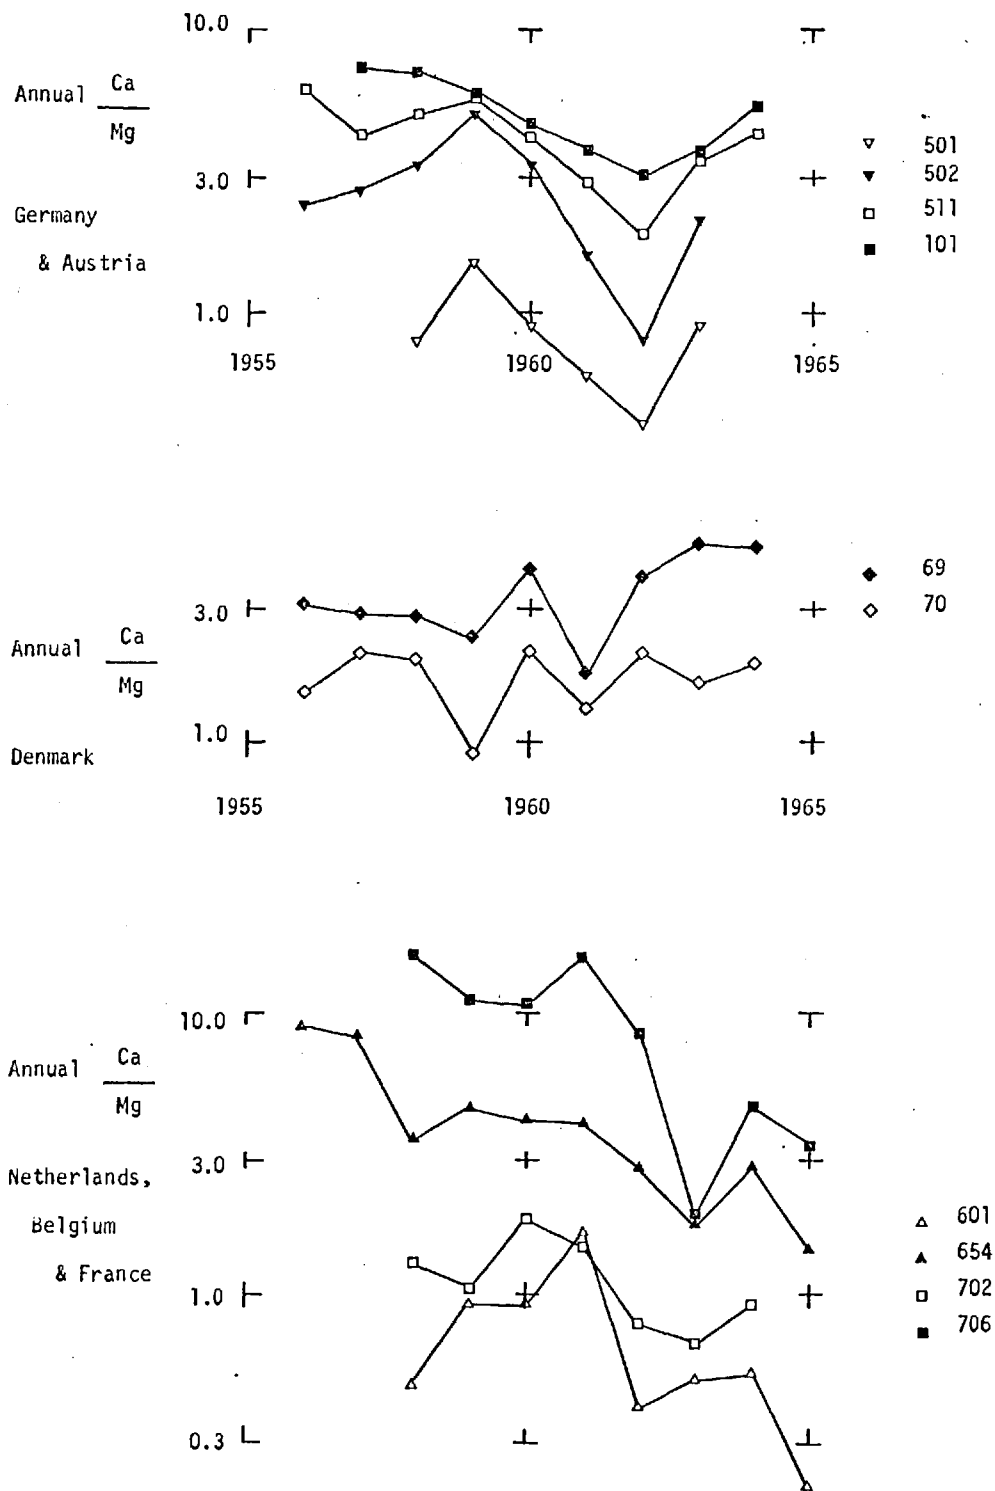 10.0
Annual Ca
Mg
501
502
3.0
Germany
511
& Austria
101
1.0
1955 1960 1965
69
3.0
70
Annual Ca
Mg
1.0
Denmark
1955 1960 1965
10.0
Annual Ca
Mg
3.0
Netherlands,
Belgium
601
654
& France
1.0
702
706
0.3